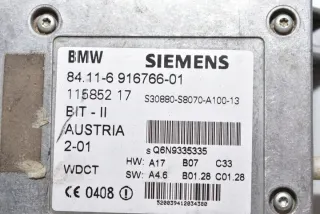 BMW SIEMENS
84.11-6 916766-01
115852 17 S30880-S8070-A100-13
BIT - II
AUSTRIA
2-01 S Q6N9335335
WDCT HW: A17 B07 C33
SW: A4.6 B01.28 C01.28
CE 0408 520039412034360